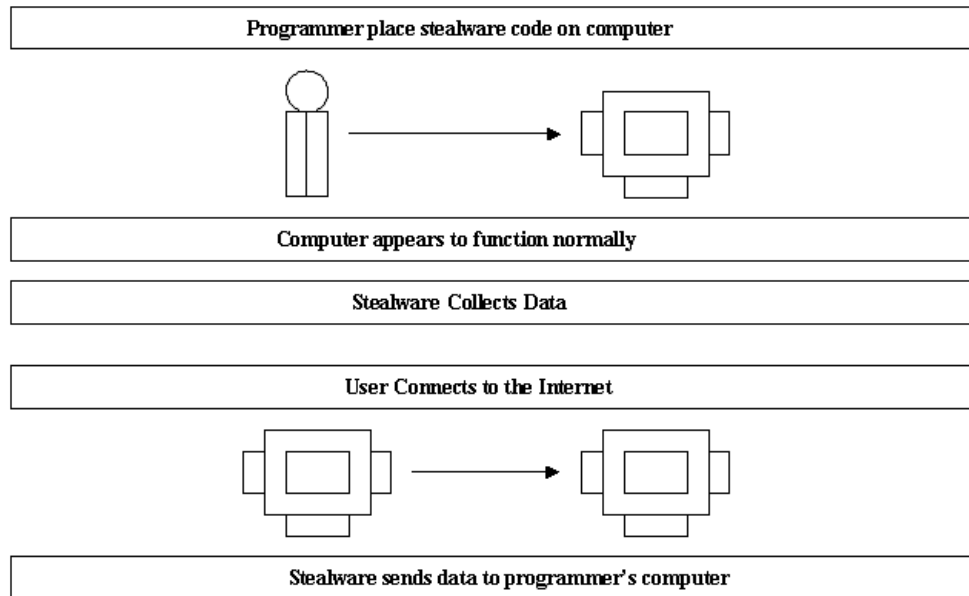 Programmer place stealware code on computer
Computer appears to function normally
Stealware Collects Data
User Connects to the Internet
Stealware sends data to programmer's computer